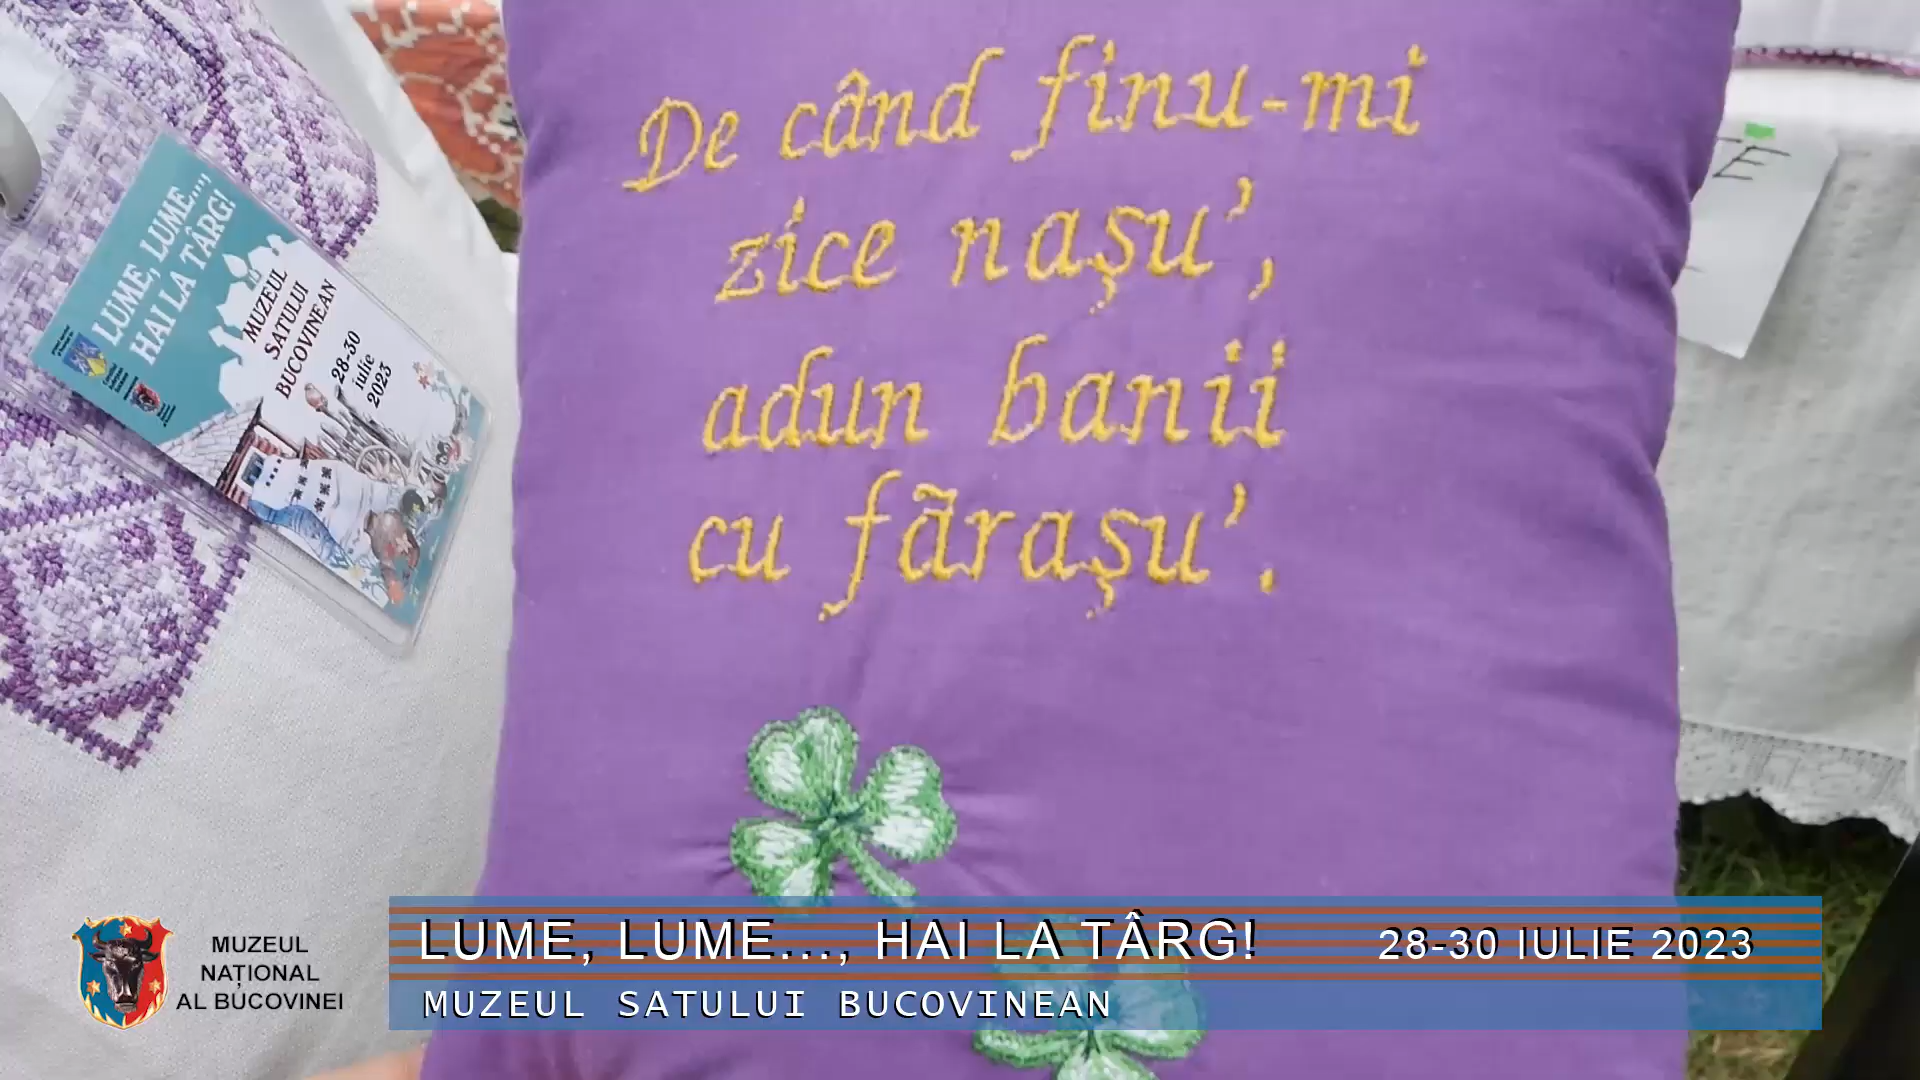 De când finu-mi
zice nașu’,
adun banii
cu fãrașu’.
LUME, LUME...,
HAI LA TÂRG!
MUZEUL
SATULUI
BUCOVINEAN
28-30
iulie
2023
MUZEUL
NAȚIONAL
AL BUCOVINEI
LUME, LUME..., HAI LA TÂRG!
28-30 IULIE 2023
MUZEUL SATULUI BUCOVINEAN